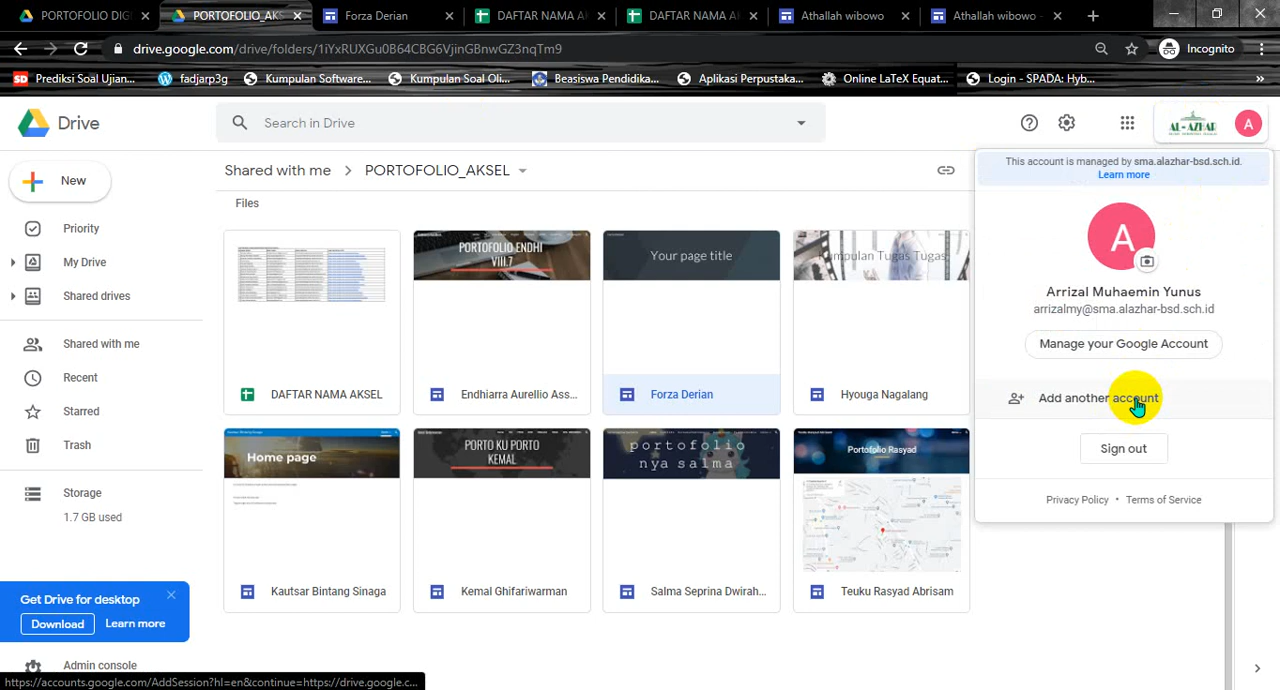 PORTOFOLIO DIG
PORTOFOLIO_AKS
Forza Derian
DAFTAR NAMA A
DAFTAR NAMA A
Athallah wibowo
Athallah wibowo -
drive.google.com/drive/folders/1iYxRUXGu0B64CBG6VjinGBnwGZ3nqTm9
Incognito
SD
Prediksi Soal Ujian...
fadjarp3g
Kumpulan Software...
Kumpulan Soal Oli...
Beasiswa Pendidika...
Aplikasi Perpustaka...
Online LaTeX Equat...
Login - SPADA: Hyb...
Drive
Search in Drive
AL-AZHAR
A
New
Shared with me
PORTOFOLIO_AKSEL
This account is managed by sma.alazhar-bsd.sch.id.
Learn more
Files
Priority
My Drive
Shared drives
Shared with me
Recent
Starred
Trash
Storage
1.7 GB used
PORTOFOLIO ENDHI
VIII.7
Your page title
Kumpulan Tugas Tugas
DAFTAR NAMA AKSEL
Endhiarra Aurellio Ass...
Forza Derian
Hyouga Nagalang
Home page
PORTO KU PORTO
KEMAL
portofolio
nya salma
Portofolio Rasyad
Kautsar Bintang Sinaga
Kemal Ghifariwarman
Salma Seprina Dwirah...
Teuku Rasyad Abrisam
A
Arrizal Muhaemin Yunus
arrizalmy@sma.alazhar-bsd.sch.id
Manage your Google Account
Add another account
Sign out
Privacy Policy • Terms of Service
Get Drive for desktop
Download
Learn more
Admin console
https://accounts.google.com/AddSession?hl=en&continue=https://drive.google.c...